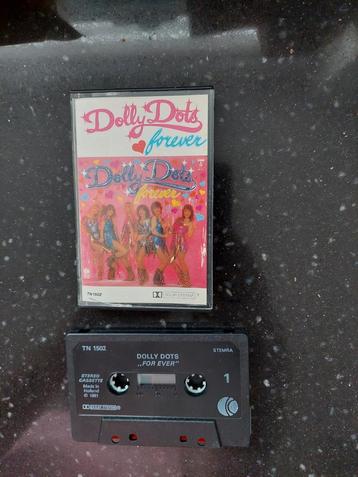 Dolly Dots
forever
Dolly Dots
forever
TN 1502
TN 1502
DOLLY DOTS
„FOR EVER"
STEMRA
STEREO
CASSETTE
Made in
Holland
℗ 1981
1